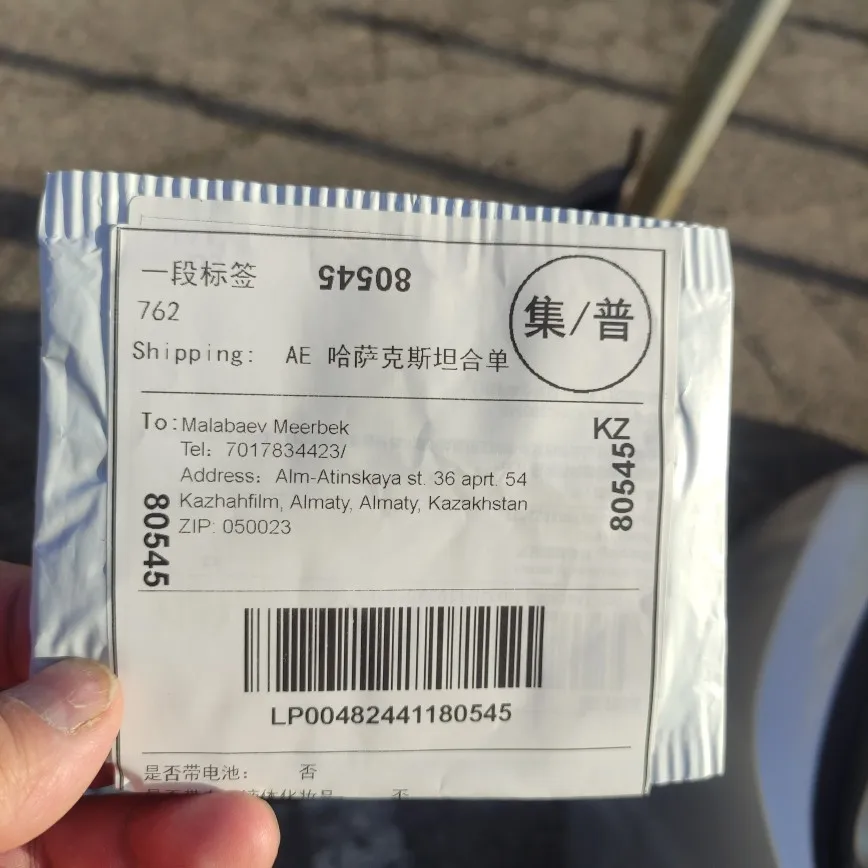 一段标签
80545
762
集/普
Shipping: AE 哈萨克斯坦合单
To: Malabaev Meerbek
KZ
Tel: 7017834423/
Address: Alm-Atinskaya st. 36 aprt. 54
Kazhahfilm, Almaty, Almaty, Kazakhstan
ZIP: 050023
80545
80545
LP00482441180545
是否带电池: 否